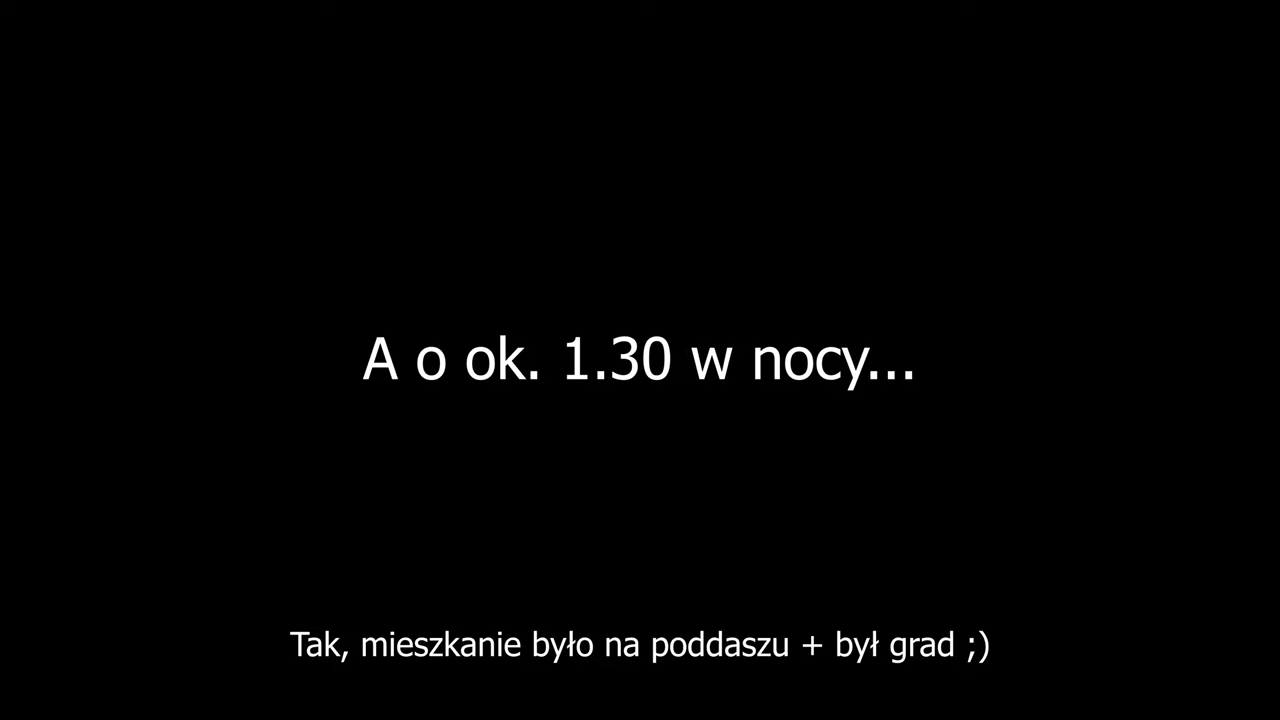 A o ok. 1.30 w nocy...
Tak, mieszkanie było na poddaszu + był grad ;)